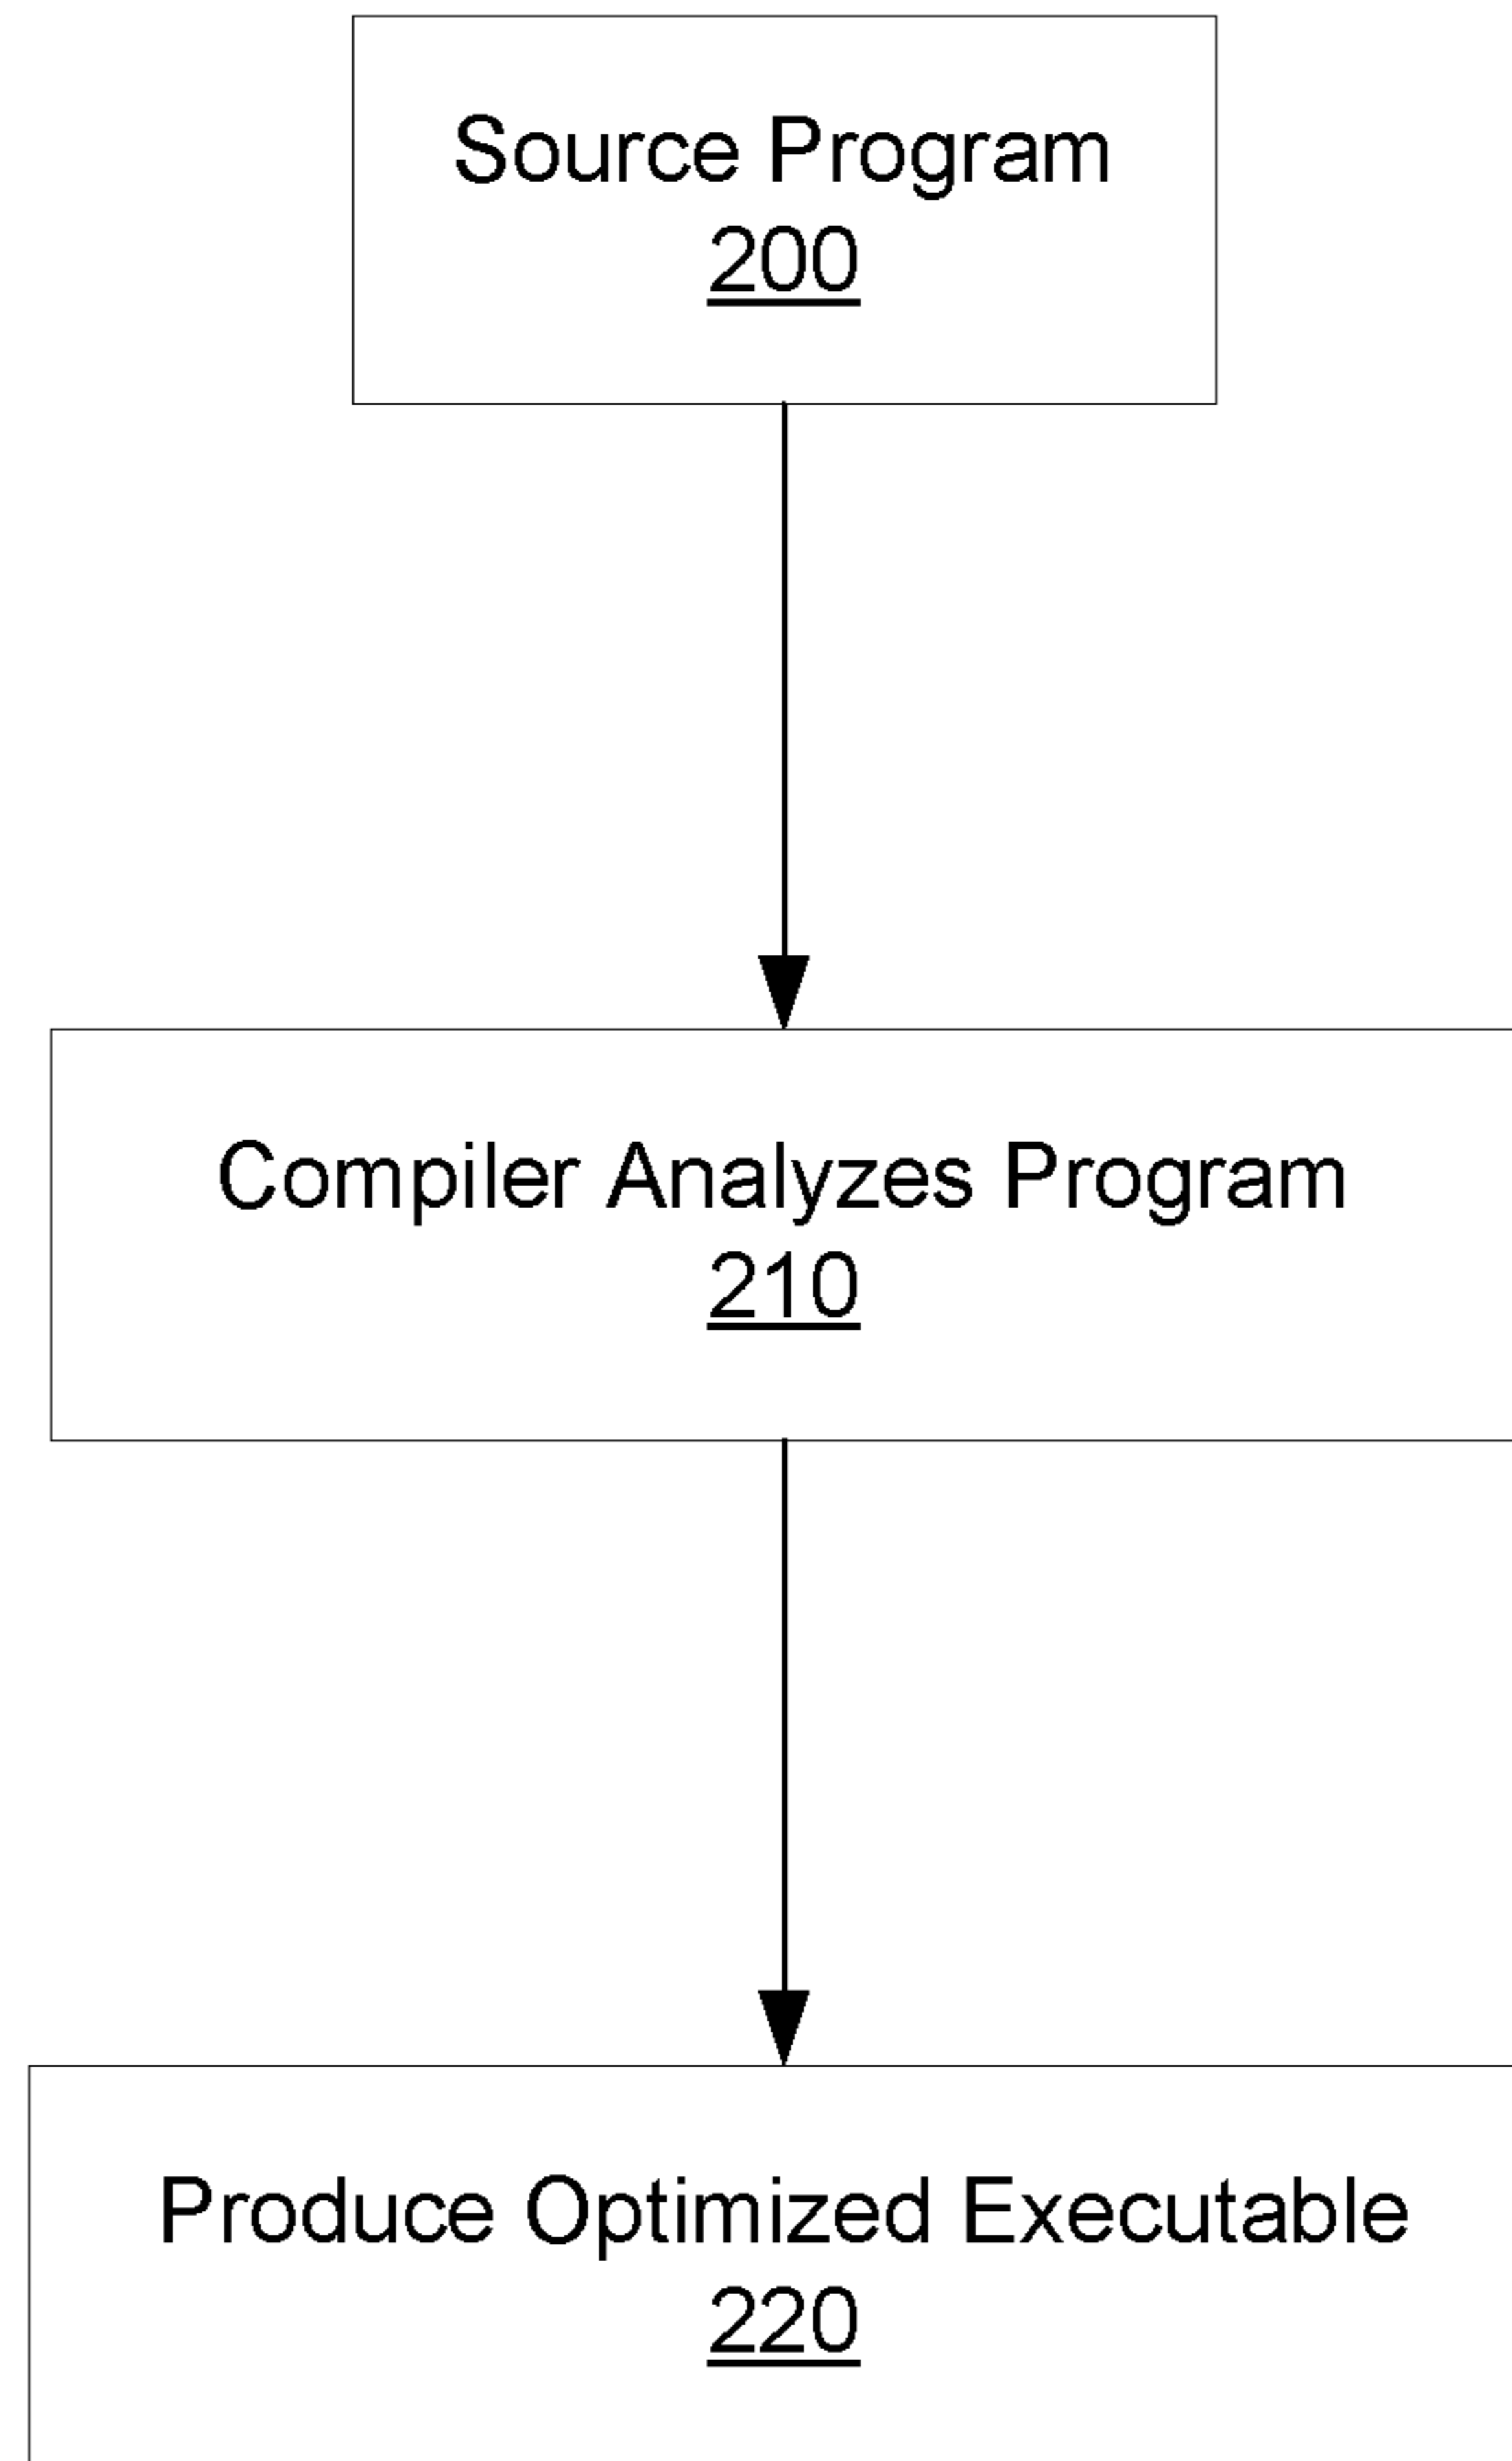 Source Program
200
Compiler Analyzes Program
210
Produce Optimized Executable
220